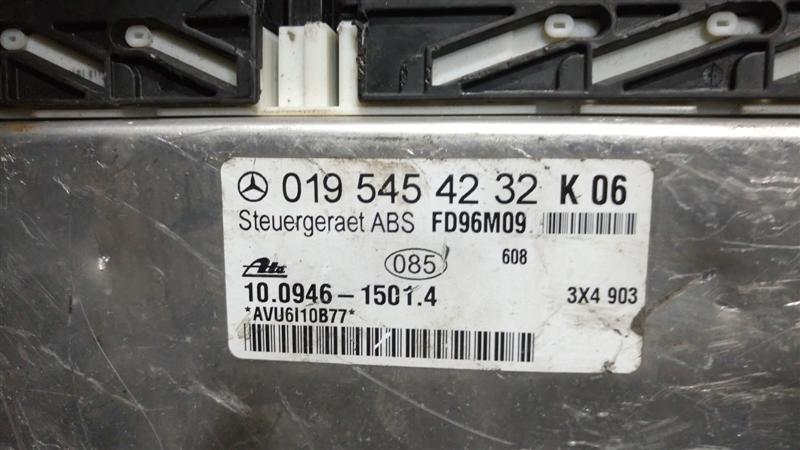 019 545 42 32 K 06
Steuergeraet ABS FD96M09
Ate 085 608
10.0946-1501.4 3X4 903
*AVU6I10B77*